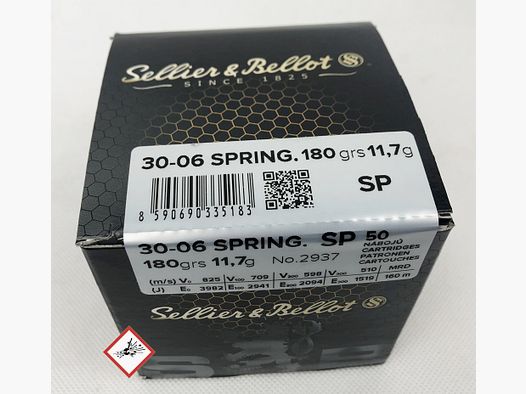 Sellier & Bellot S
SINCE 1825
30-06 SPRING. 180 grs 11,7g
SP
8 590690 335183
30-06 SPRING. SP 50
NÁBOJŮ
CARTRIDGES
PATRONEN
CARTOUCHES
180grs 11,7g No.2937
(m/s) V₀ 825 V₁₀₀ 709 V₂₀₀ 598 V₃₀₀ 510 MRD
(J) E₀ 3982 E₁₀₀ 2941 E₂₀₀ 2094 E₃₀₀ 1519 160 m
Sellier & Bellot S